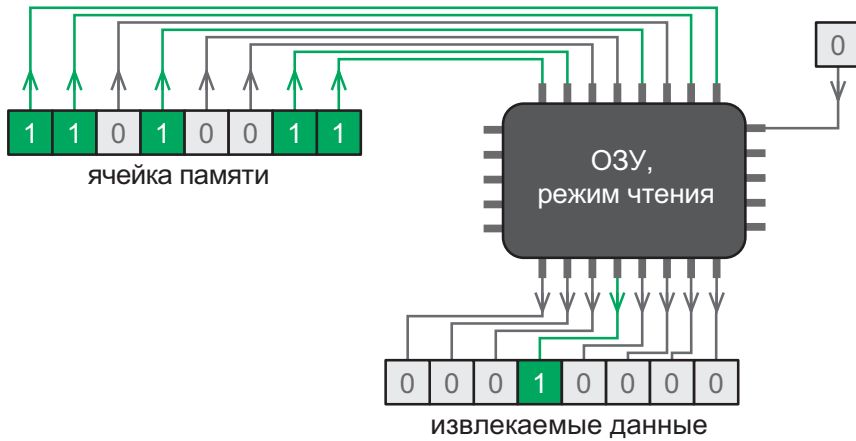 0
1 1 0 1 0 0 1 1
ячейка памяти
ОЗУ,
режим чтения
0 0 0 1 0 0 0 0
извлекаемые данные